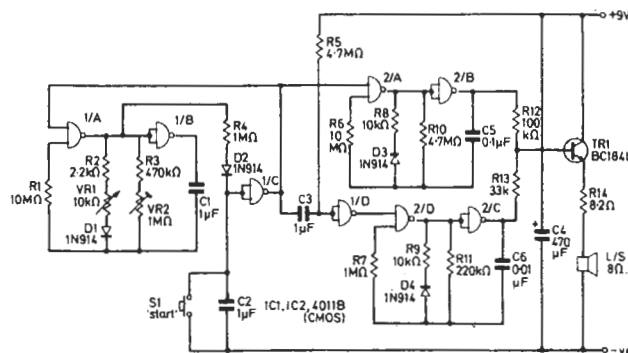 +9V
R5
4.7MΩ
1/A
1/B
R4
1MΩ
D2
1N914
1/C
R1
10MΩ
R2
2.2kΩ
VR1
10kΩ
D1
1N914
R3
470kΩ
VR2
1MΩ
C1
1µF
S1
'start'
C2
1µF
IC1, IC2, 4011B
(CMOS)
C3
1µF
1/D
2/A
2/B
R6
10
MΩ
R8
10kΩ
D3
1N914
R10
4.7MΩ
C5
0.1µF
R12
100
kΩ
R13
33k
2/D
2/C
R7
1MΩ
R9
10kΩ
D4
1N914
R11
220kΩ
C6
0.01
µF
TR1
BC184L
R14
8.2Ω
+
C4
470
µF
L/S
8Ω
-ve